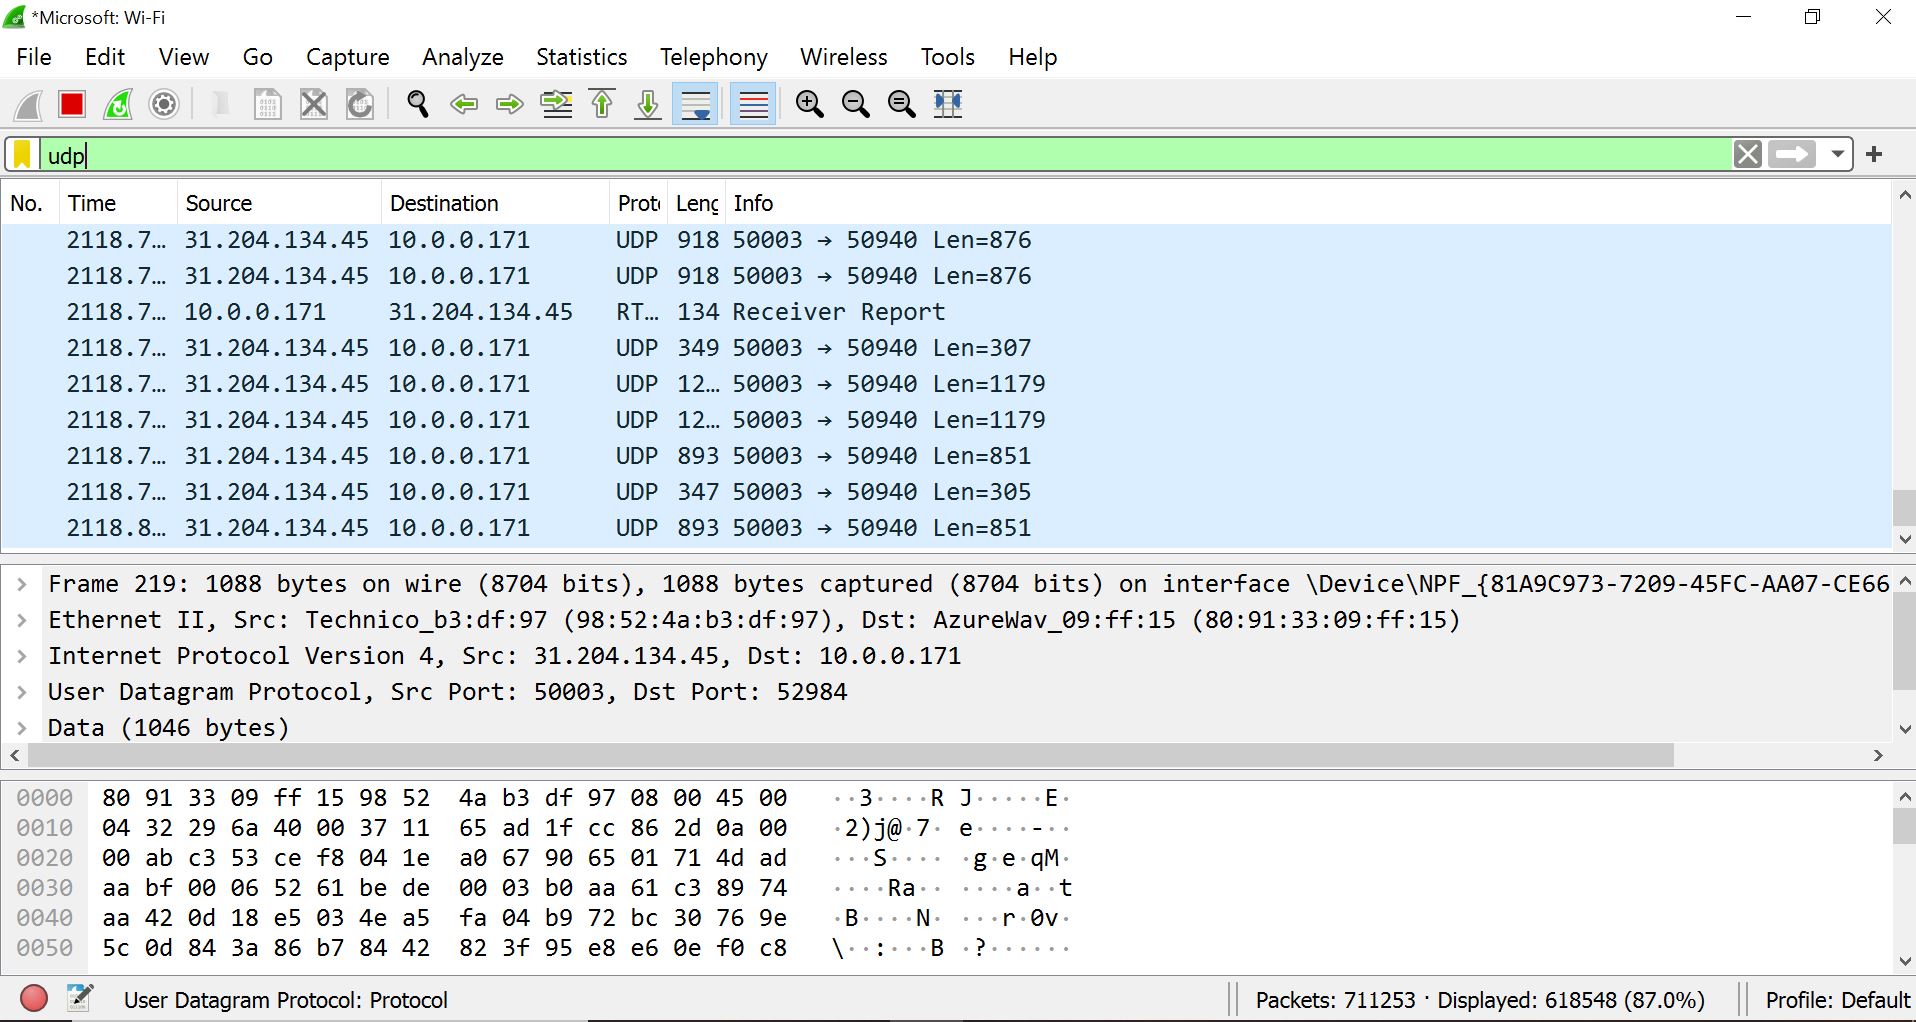 *Microsoft: Wi-Fi
File Edit View Go Capture Analyze Statistics Telephony Wireless Tools Help
udp
No. Time Source Destination Protc Leng Info
2118.7… 31.204.134.45 10.0.0.171 UDP 918 50003 → 50940 Len=876
2118.7… 31.204.134.45 10.0.0.171 UDP 918 50003 → 50940 Len=876
2118.7… 10.0.0.171 31.204.134.45 RT… 134 Receiver Report
2118.7… 31.204.134.45 10.0.0.171 UDP 349 50003 → 50940 Len=307
2118.7… 31.204.134.45 10.0.0.171 UDP 12… 50003 → 50940 Len=1179
2118.7… 31.204.134.45 10.0.0.171 UDP 12… 50003 → 50940 Len=1179
2118.7… 31.204.134.45 10.0.0.171 UDP 893 50003 → 50940 Len=851
2118.7… 31.204.134.45 10.0.0.171 UDP 347 50003 → 50940 Len=305
2118.8… 31.204.134.45 10.0.0.171 UDP 893 50003 → 50940 Len=851
Frame 219: 1088 bytes on wire (8704 bits), 1088 bytes captured (8704 bits) on interface \Device\NPF_{81A9C973-7209-45FC-AA07-CE66
Ethernet II, Src: Technico_b3:df:97 (98:52:4a:b3:df:97), Dst: AzureWav_09:ff:15 (80:91:33:09:ff:15)
Internet Protocol Version 4, Src: 31.204.134.45, Dst: 10.0.0.171
User Datagram Protocol, Src Port: 50003, Dst Port: 52984
Data (1046 bytes)
0000 80 91 33 09 ff 15 98 52 4a b3 df 97 08 00 45 00 ··3····R J·····E·
0010 04 32 29 6a 40 00 37 11 65 ad 1f cc 86 2d 0a 00 ·2)j@·7· e····-··
0020 00 ab c3 53 ce f8 04 1e a0 67 90 65 01 71 4d ad ···S···· ·g·e·qM·
0030 aa bf 00 06 52 61 be de 00 03 b0 aa 61 c3 89 74 ····Ra·· ····a··t
0040 aa 42 0d 18 e5 03 4e a5 fa 04 b9 72 bc 30 76 9e ·B····N· ···r·0v·
0050 5c 0d 84 3a 86 b7 84 42 82 3f 95 e8 e6 0e f0 c8 \··:···B ·?······
User Datagram Protocol: Protocol Packets: 711253 · Displayed: 618548 (87.0%) Profile: Default